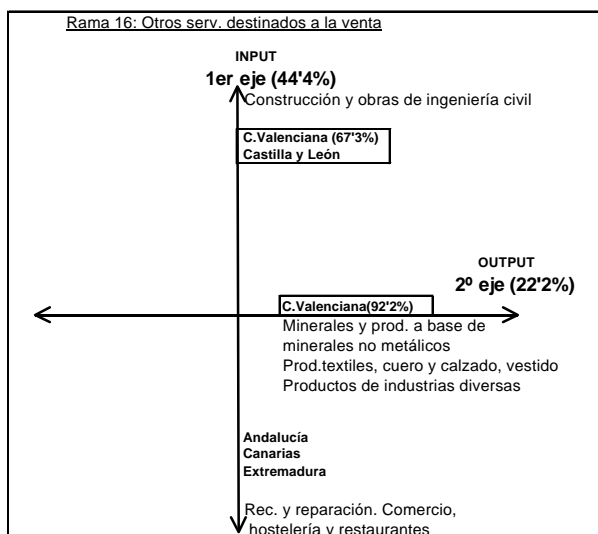 Rama 16: Otros serv. destinados a la venta
INPUT
1er eje (44'4%)
Construcción y obras de ingeniería civil
C.Valenciana (67'3%)
Castilla y León
OUTPUT
2º eje (22'2%)
C.Valenciana(92'2%)
Minerales y prod. a base de
minerales no metálicos
Prod.textiles, cuero y calzado, vestido
Productos de industrias diversas
Andalucía
Canarias
Extremadura
Rec. y reparación. Comercio,
hostelería y restaurantes